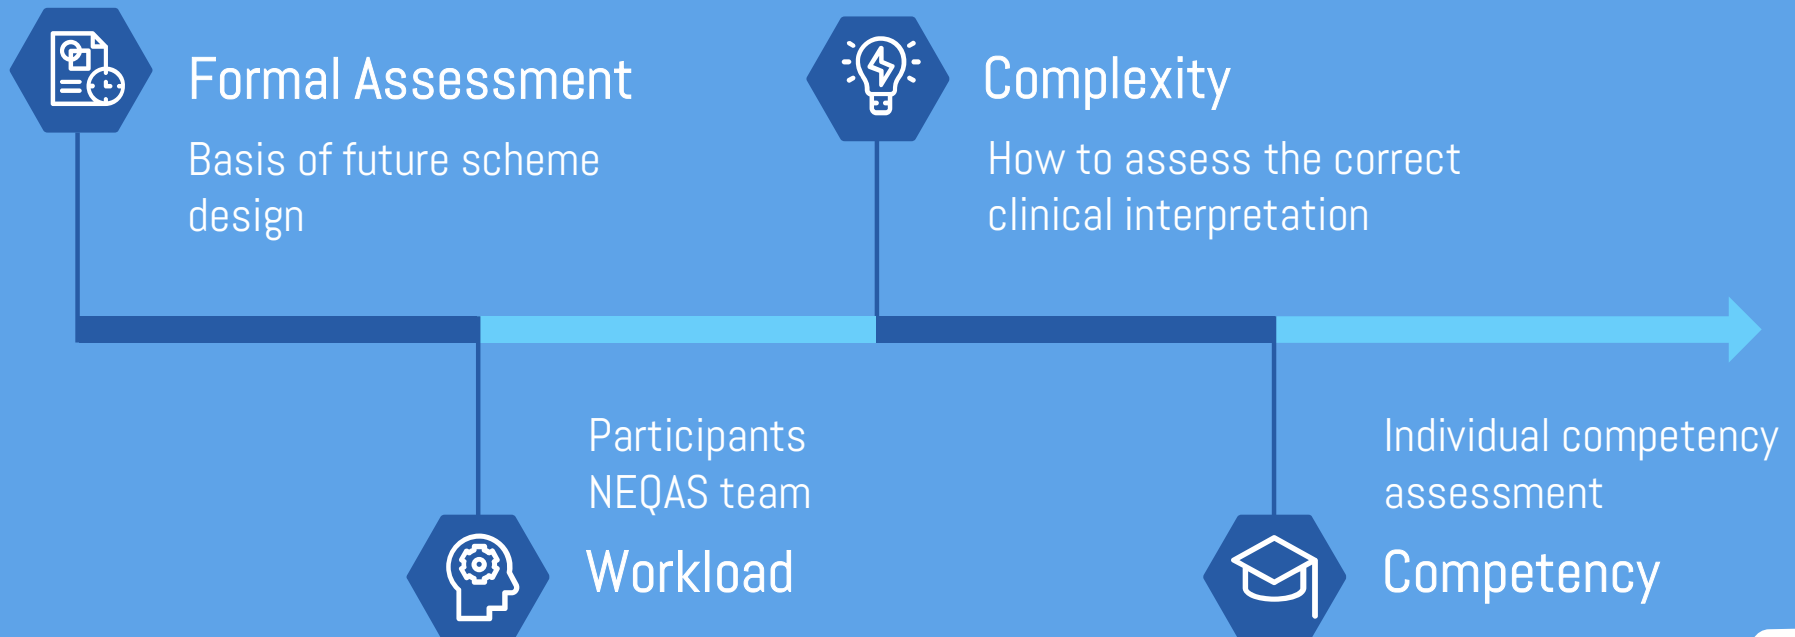 Formal Assessment
Basis of future scheme
design
Participants
NEQAS team
Workload
Complexity
How to assess the correct
clinical interpretation
Individual competency
assessment
Competency